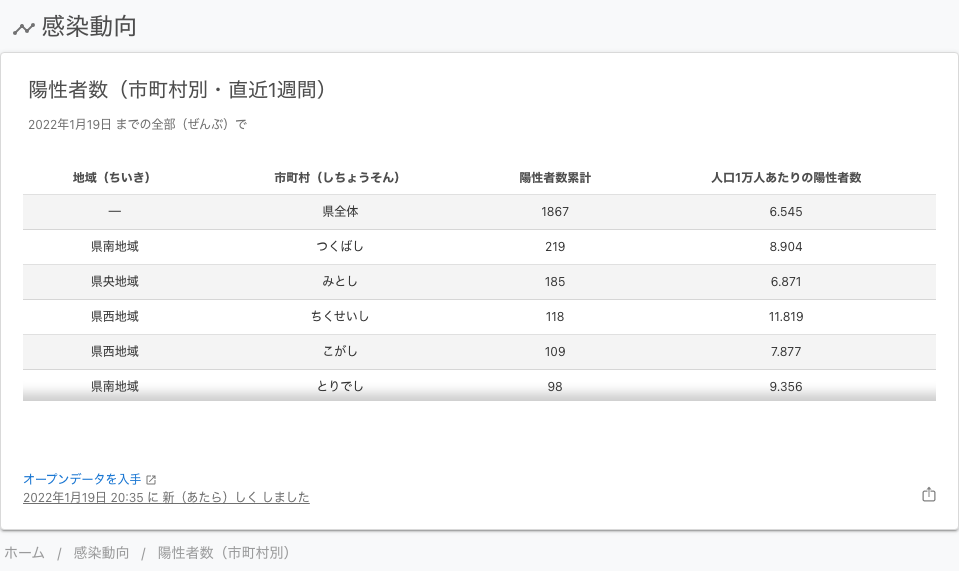 感染動向
陽性者数（市町村別・直近1週間）
2022年1月19日 までの全部（ぜんぶ）で
地域（ちいき） 市町村（しちょうそん） 陽性者数累計 人口1万人あたりの陽性者数
— 県全体 1867 6.545
県南地域 つくばし 219 8.904
県央地域 みとし 185 6.871
県西地域 ちくせいし 118 11.819
県西地域 こがし 109 7.877
県南地域 とりでし 98 9.356
オープンデータを入手
2022年1月19日 20:35 に 新（あたら）しく しました
ホーム / 感染動向 / 陽性者数（市町村別）